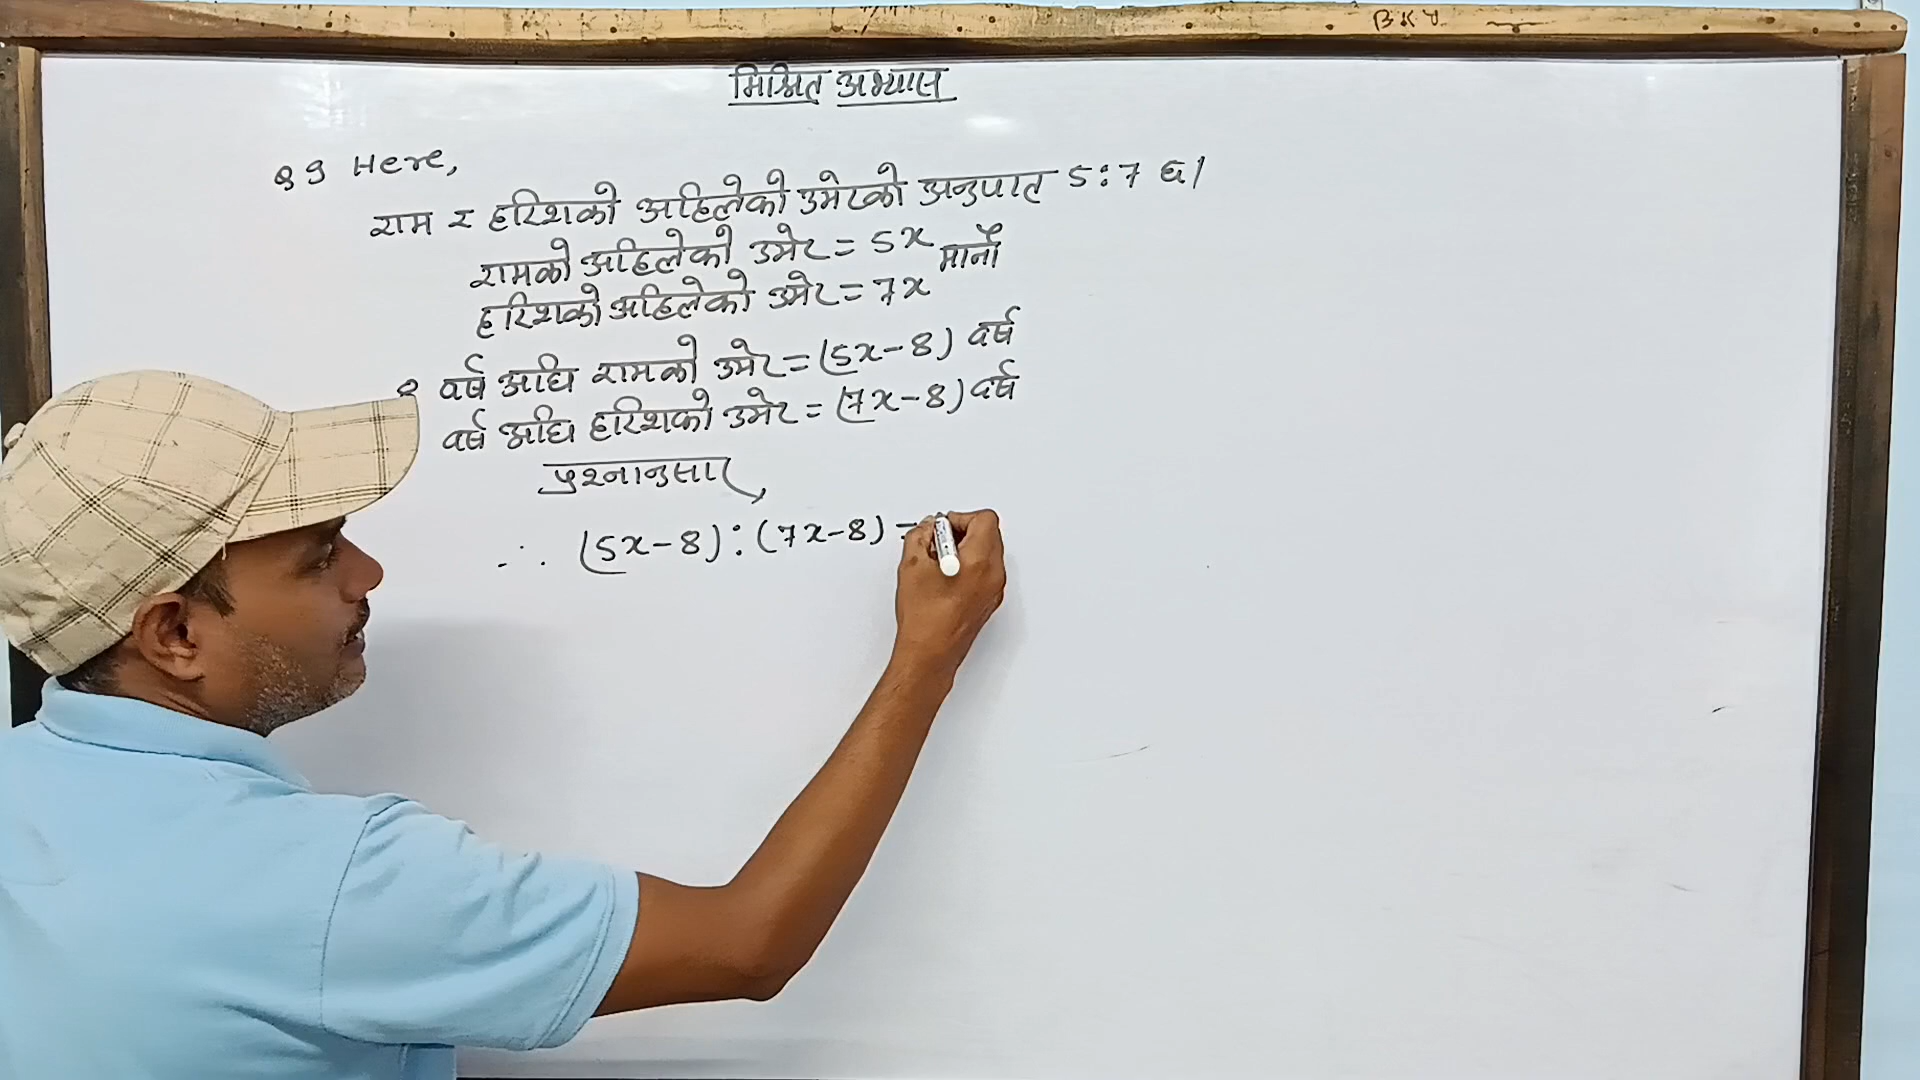 BKY
मिश्रित अभ्यास
Here,
राम र हरिशको अहिलेको उमेरको अनुपात 5:7 छ।
रामको अहिलेको उमेर = 5x मानौं
हरिशको अहिलेको उमेर = 7x
वर्ष अघि रामको उमेर = (5x-8) वर्ष
वर्ष अघि हरिशको उमेर = (7x-8) वर्ष
प्रश्नानुसार,
∴ (5x-8):(7x-8) =